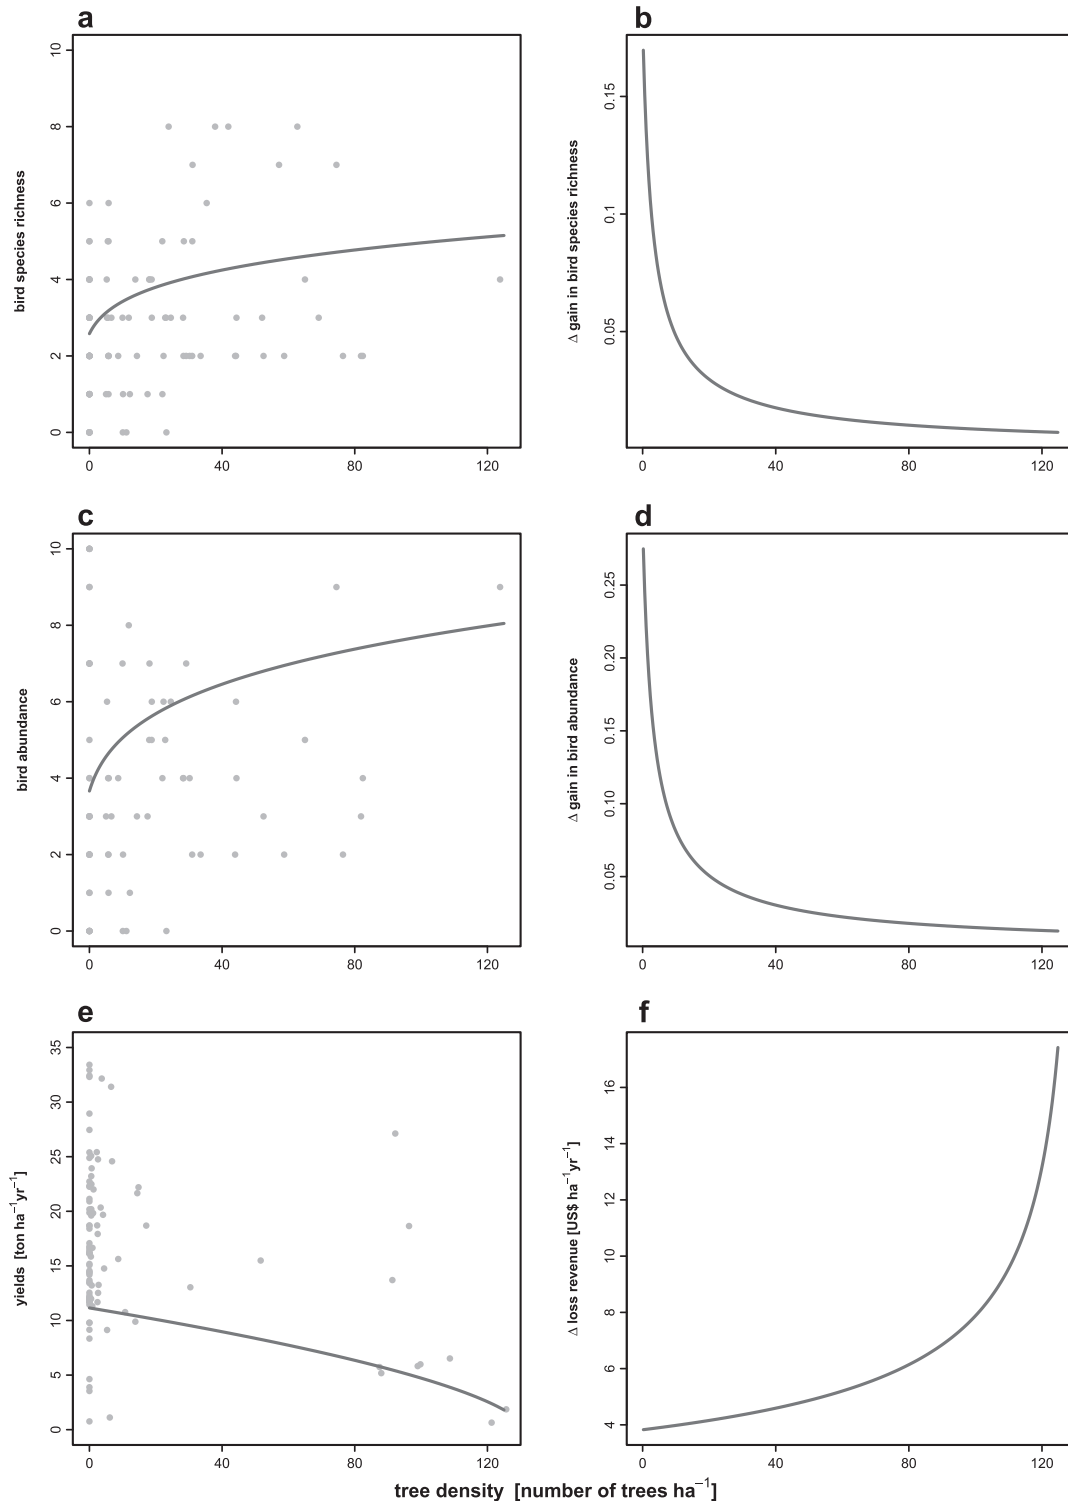 a
bird species richness
10
8
6
4
2
0
0 40 80 120
b
Δ gain in bird species richness
0.15
0.1
0.05
0 40 80 120
c
bird abundance
10
8
6
4
2
0
0 40 80 120
d
Δ gain in bird abundance
0.25
0.20
0.15
0.10
0.05
0 40 80 120
e
yields [ton ha⁻¹yr⁻¹]
35
30
25
20
15
10
5
0
0 40 80 120
f
Δ loss revenue [US$ ha⁻¹yr⁻¹]
16
14
12
10
8
6
4
0 40 80 120
tree density [number of trees ha⁻¹]